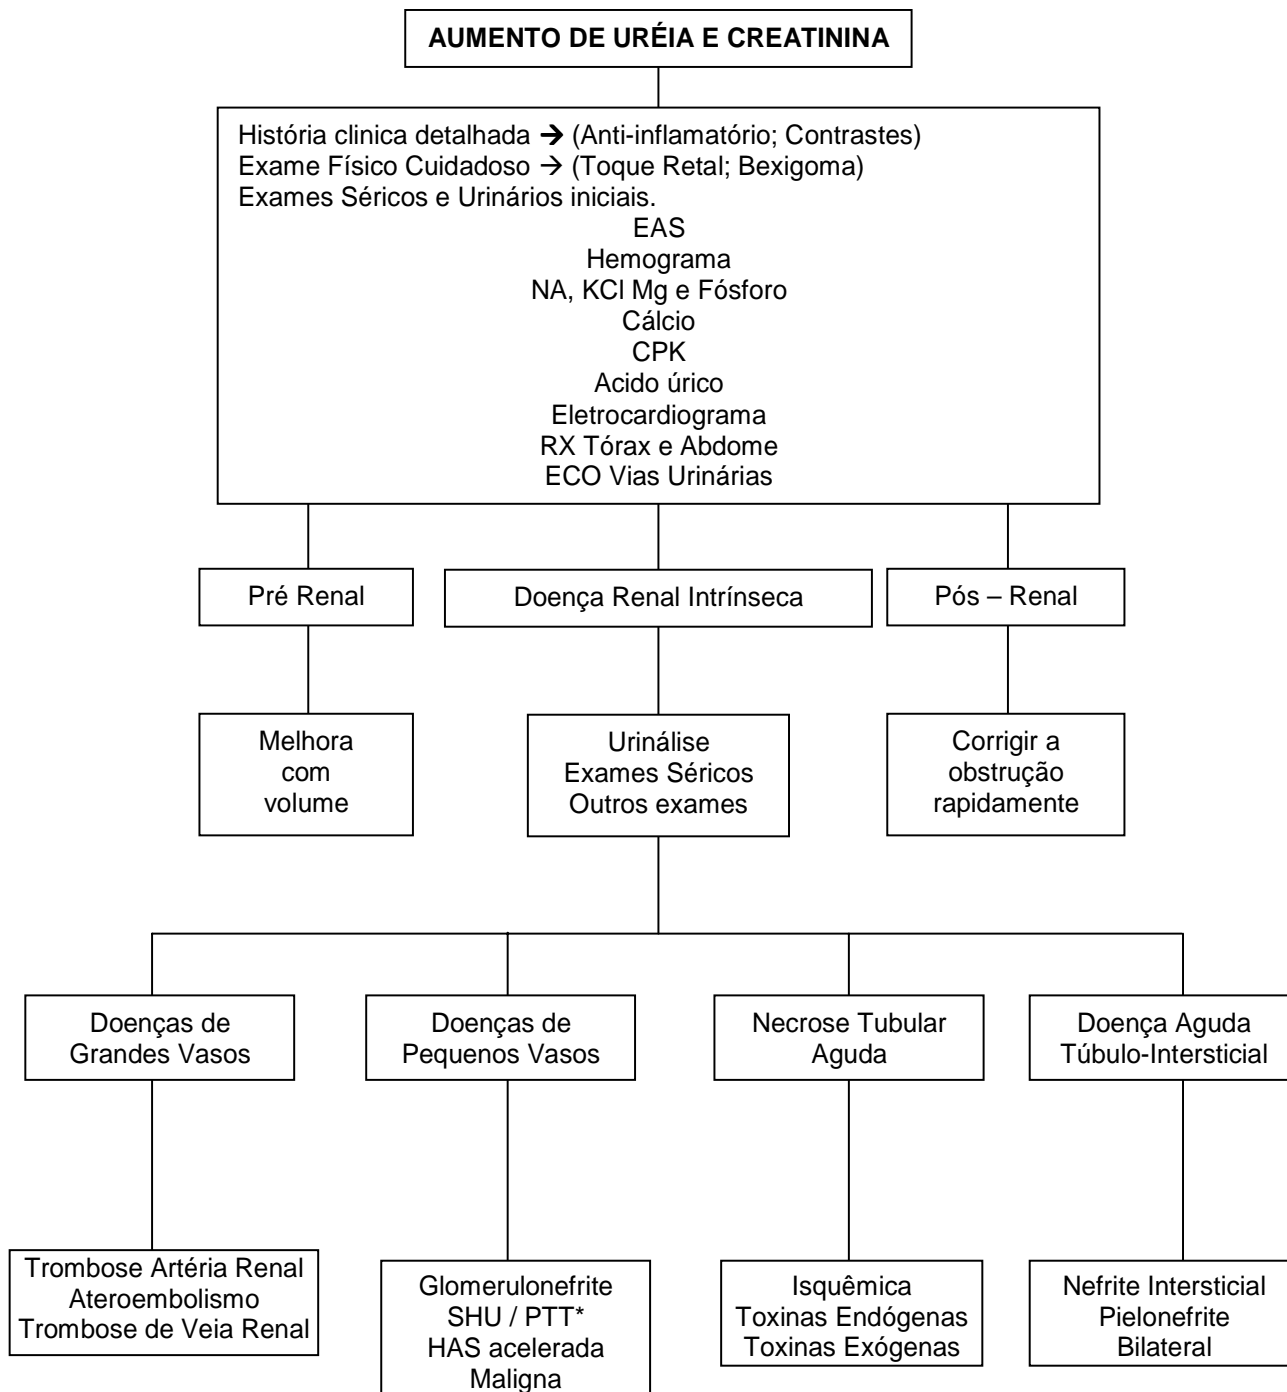 AUMENTO DE URÉIA E CREATININA
História clinica detalhada ➔ (Anti-inflamatório; Contrastes)
Exame Físico Cuidadoso → (Toque Retal; Bexigoma)
Exames Séricos e Urinários iniciais.
EAS
Hemograma
NA, KCl Mg e Fósforo
Cálcio
CPK
Acido úrico
Eletrocardiograma
RX Tórax e Abdome
ECO Vias Urinárias
Pré Renal
Doença Renal Intrínseca
Pós – Renal
Melhora
com
volume
Urinálise
Exames Séricos
Outros exames
Corrigir a
obstrução
rapidamente
Doenças de
Grandes Vasos
Doenças de
Pequenos Vasos
Necrose Tubular
Aguda
Doença Aguda
Túbulo-Intersticial
Trombose Artéria Renal
Ateroembolismo
Trombose de Veia Renal
Glomerulonefrite
SHU / PTT*
HAS acelerada
Maligna
Isquêmica
Toxinas Endógenas
Toxinas Exógenas
Nefrite Intersticial
Pielonefrite
Bilateral